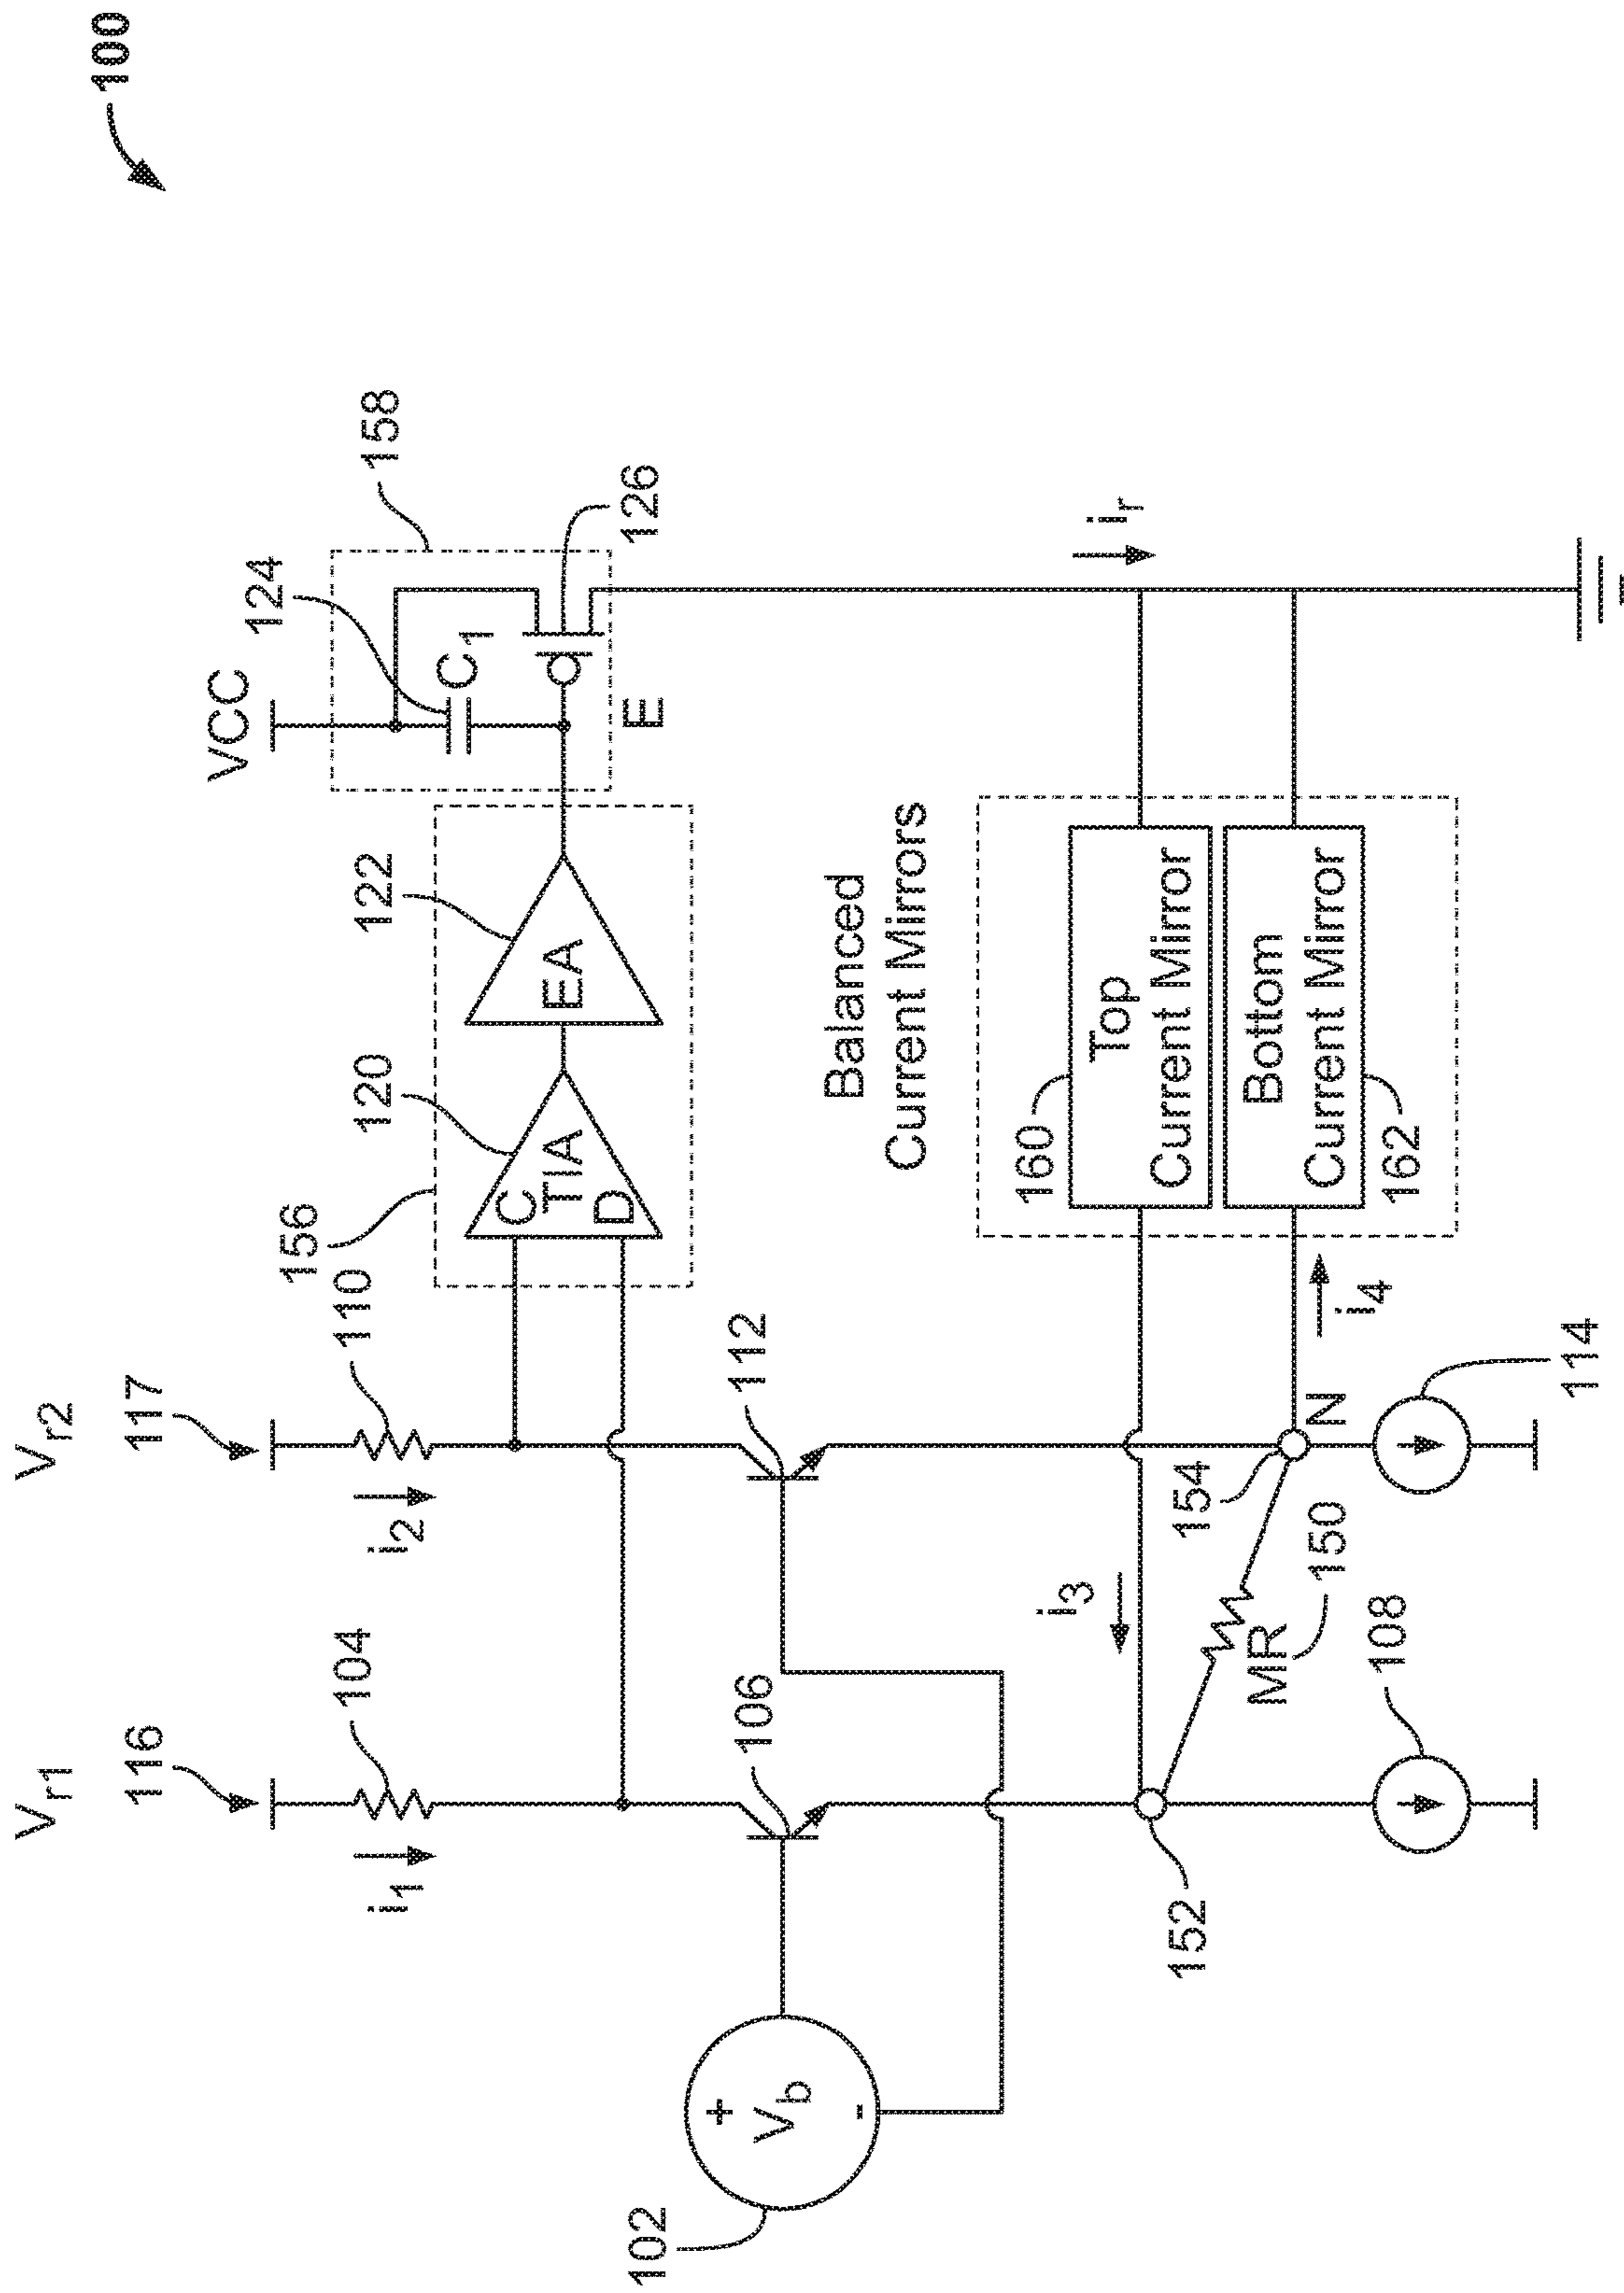 100
Vr1
116
Vr2
117
VCC
124
158
104
i1
110
i2
156
120
122
C
TIA
D
EA
C1
E
126
102
+
Vb
-
106
112
Balanced
Current Mirrors
i3
160
Top
Current Mirror
Bottom
Current Mirror
162
ir
152
154
N
i4
MR
150
108
114